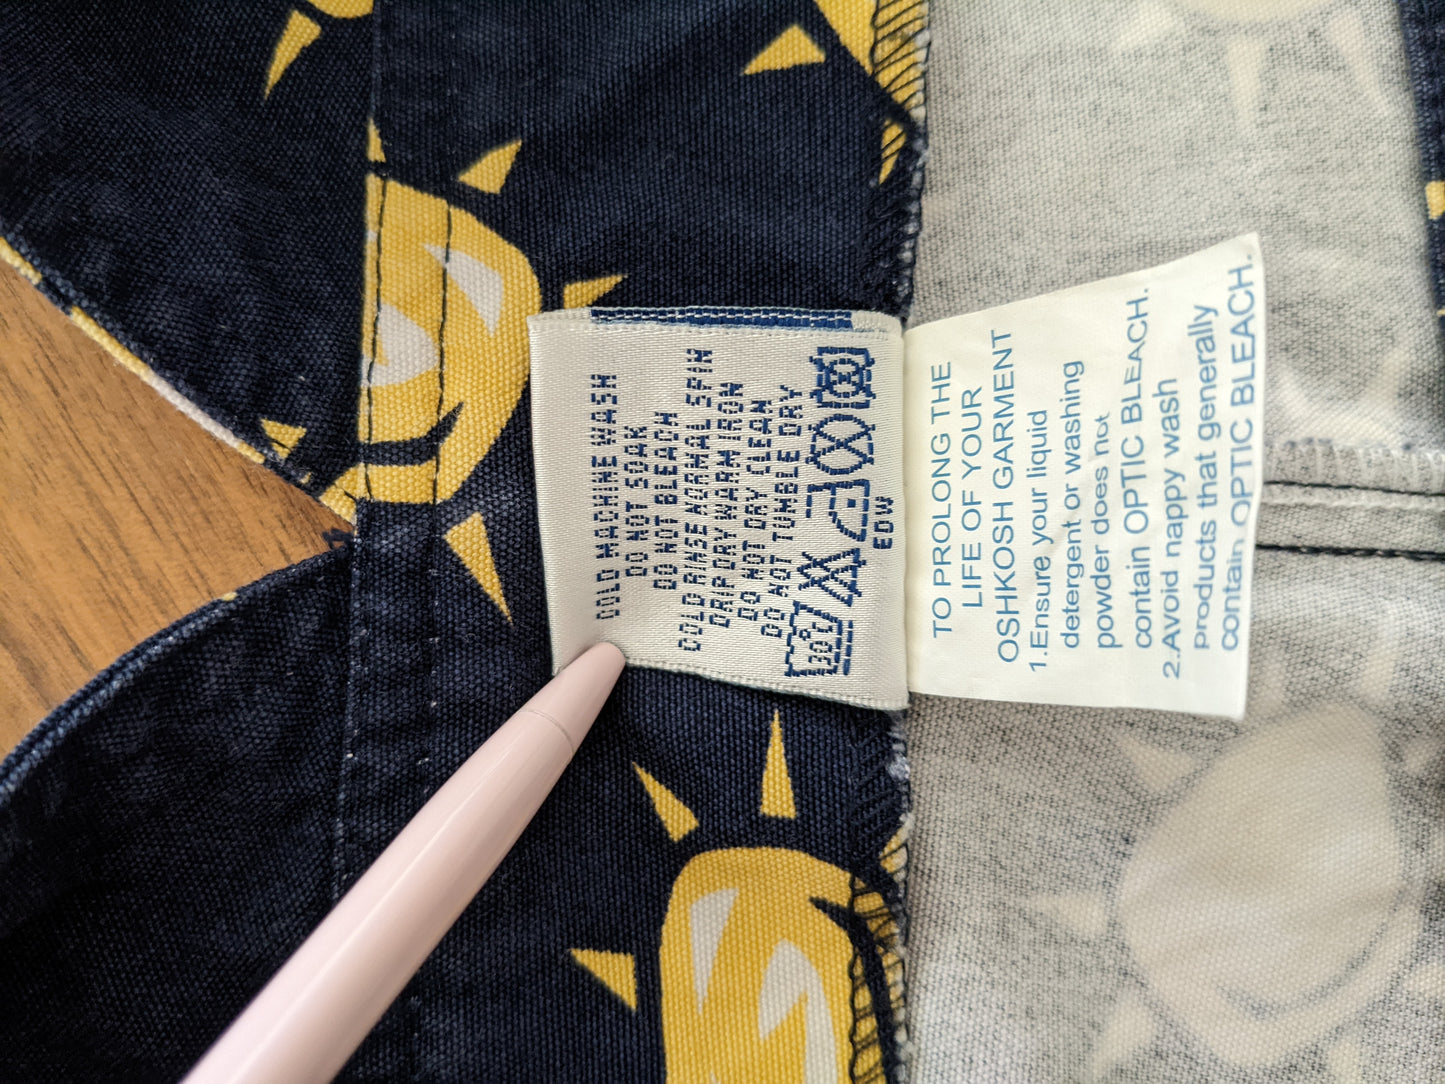 COLD MACHINE WASH
DO NOT SOAK
DO NOT BLEACH
COLD RINSE NORMAL SPIN
DRIP DRY WARM IRON
DO NOT DRY CLEAN
DO NOT TUMBLE DRY
30°
EDW
TO PROLONG THE
LIFE OF YOUR
OSHKOSH GARMENT
1.Ensure your liquid
detergent or washing
powder does not
contain OPTIC BLEACH.
2.Avoid nappy wash
Products that generally
contain OPTIC BLEACH.